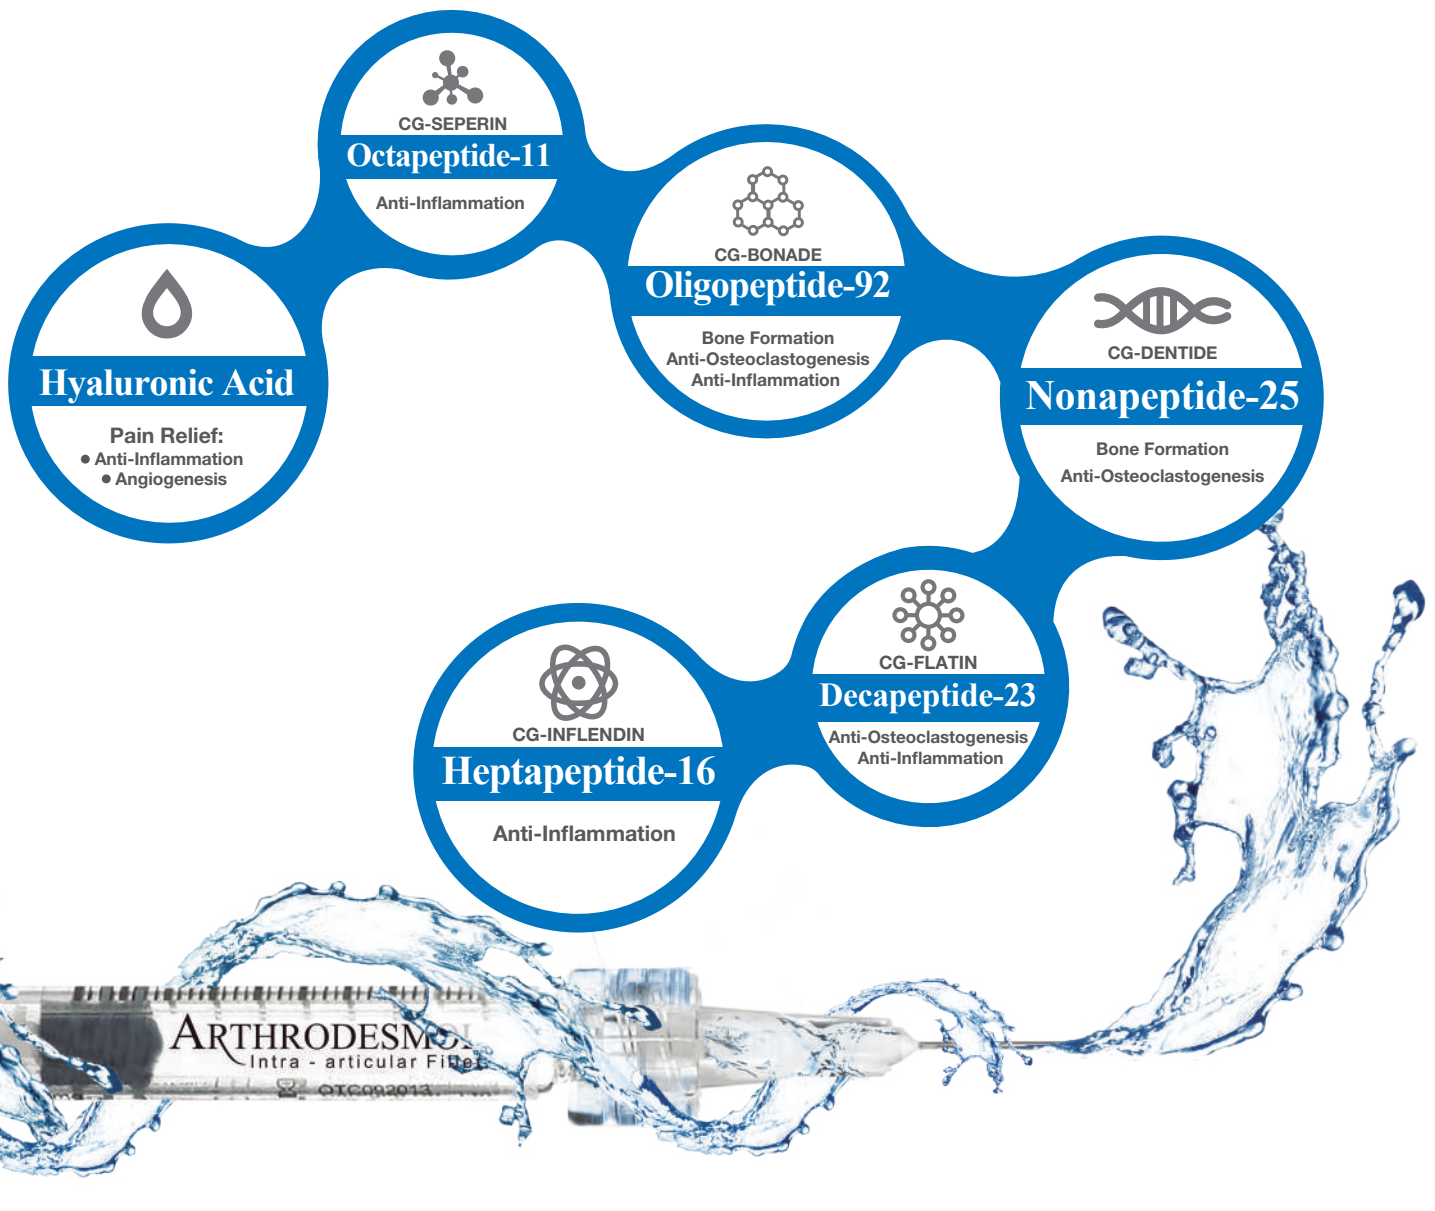 CG-SEPERIN
Octapeptide-11
Anti-Inflammation
CG-BONADE
Oligopeptide-92
Bone Formation
Anti-Osteoclastogenesis
Anti-Inflammation
CG-DENTIDE
Nonapeptide-25
Bone Formation
Anti-Osteoclastogenesis
Hyaluronic Acid
Pain Relief:
• Anti-Inflammation
• Angiogenesis
CG-FLATIN
Decapeptide-23
Anti-Osteoclastogenesis
Anti-Inflammation
CG-INFLENDIN
Heptapeptide-16
Anti-Inflammation
Intra - articular Filler
OTC092013